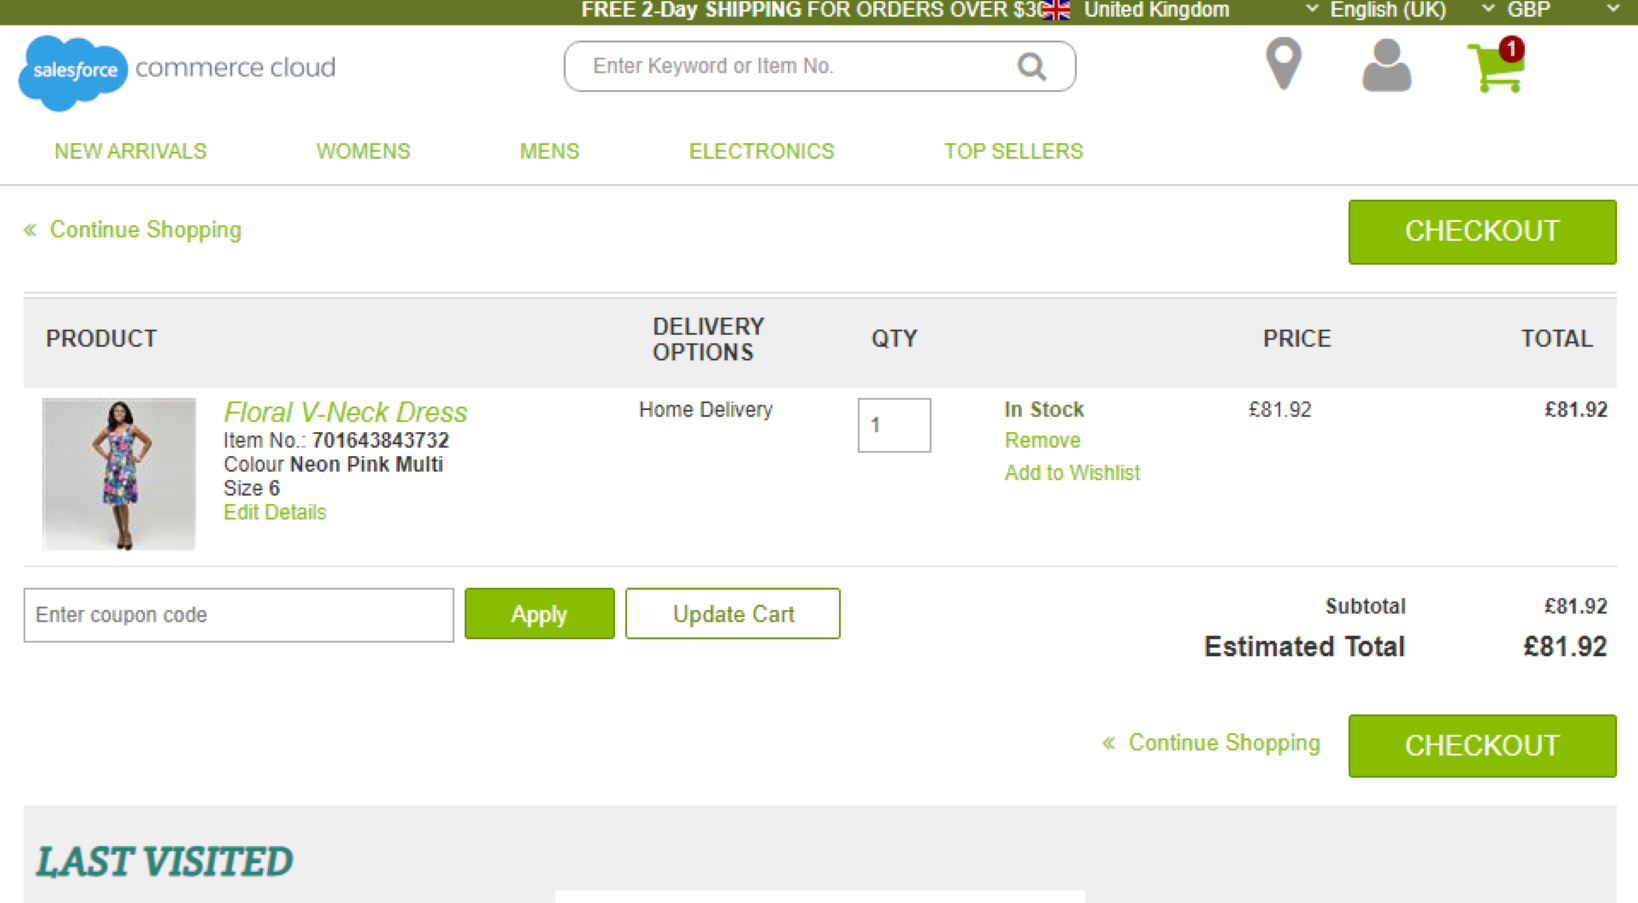 FREE 2-Day SHIPPING FOR ORDERS OVER $30
United Kingdom
English (UK)
GBP
salesforce commerce cloud
Enter Keyword or Item No.
1
NEW ARRIVALS
WOMENS
MENS
ELECTRONICS
TOP SELLERS
« Continue Shopping
CHECKOUT
PRODUCT
DELIVERY
OPTIONS
QTY
PRICE
TOTAL
Floral V-Neck Dress
Item No.: 701643843732
Colour Neon Pink Multi
Size 6
Edit Details
Home Delivery
1
In Stock
Remove
Add to Wishlist
£81.92
£81.92
Enter coupon code
Apply
Update Cart
Subtotal £81.92
Estimated Total £81.92
« Continue Shopping
CHECKOUT
LAST VISITED